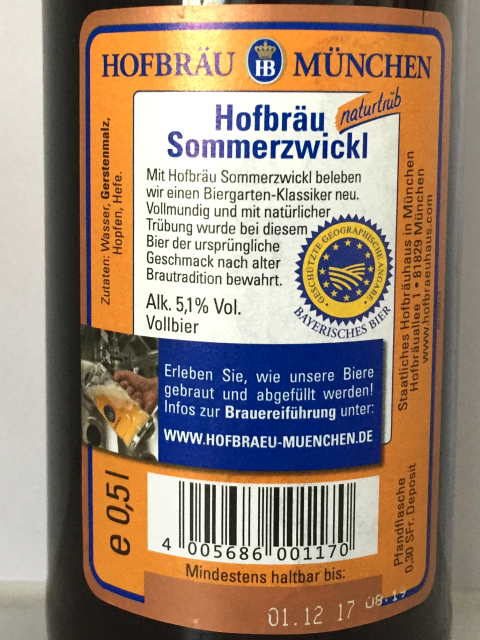 HOFBRÄU HB MÜNCHEN
naturtrüb
Hofbräu
Sommerzwickl
Mit Hofbräu Sommerzwickl beleben
wir einen Biergarten-Klassiker neu.
Vollmundig und mit natürlicher
Trübung wurde bei diesem
Bier der ursprüngliche
Geschmack nach alter
Brautradition bewahrt.
Alk. 5,1% Vol.
Vollbier
GESCHÜTZTE GEOGRAPHISCHE ANGABE
BAYERISCHES BIER
Zutaten: Wasser, Gerstenmalz,
Hopfen, Hefe.
Staatliches Hofbräuhaus in München
Hofbräuallee 1 • 81829 München
www.hofbraeuhaus.com
Erleben Sie, wie unsere Biere
gebraut und abgefüllt werden!
Infos zur Brauereiführung unter:
WWW.HOFBRAEU-MUENCHEN.DE
e 0,5 l
4 005686 001170
Pfandflasche
0,30 SFr. Deposit
Mindestens haltbar bis:
01.12 17 08.19